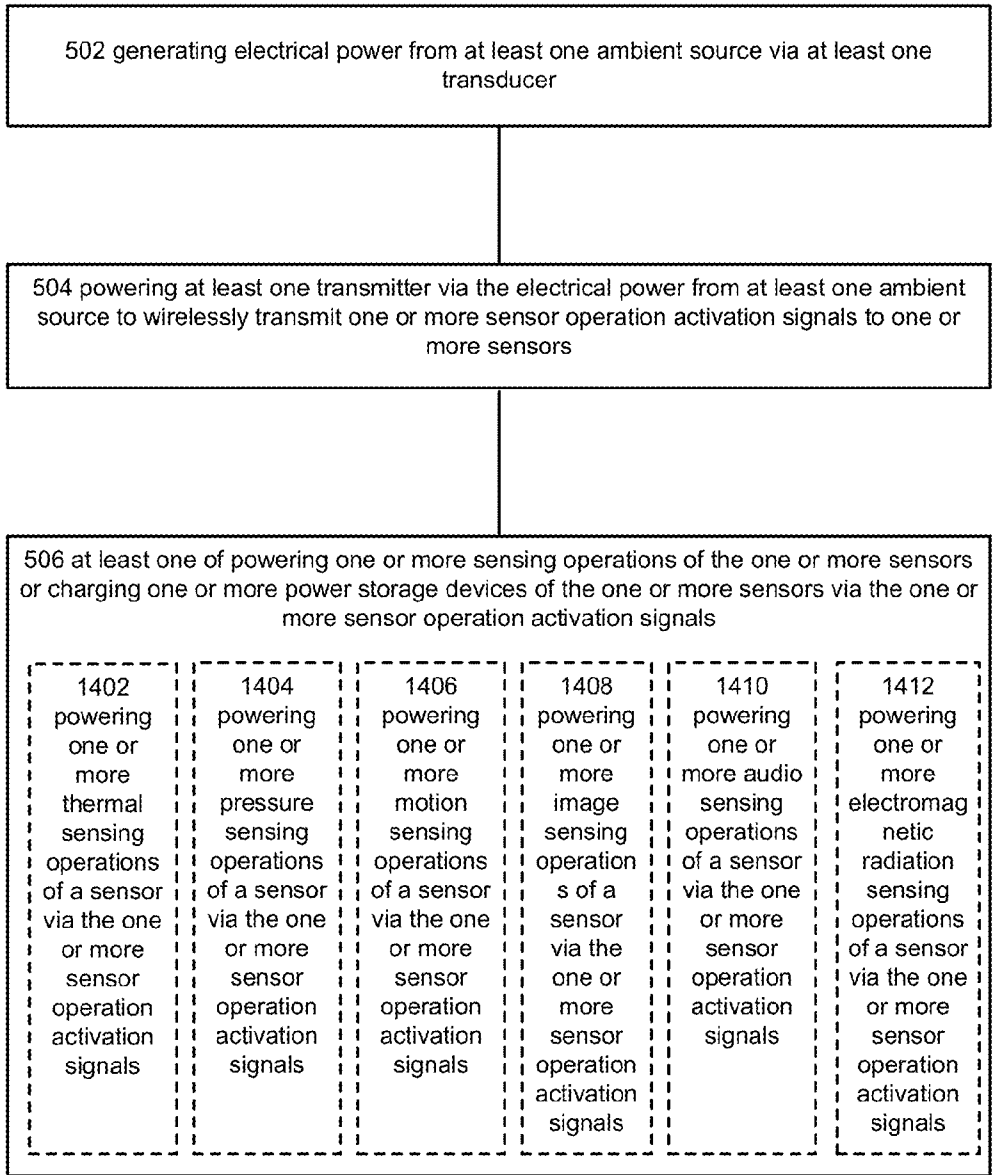 502 generating electrical power from at least one ambient source via at least one
transducer
504 powering at least one transmitter via the electrical power from at least one ambient
source to wirelessly transmit one or more sensor operation activation signals to one or
more sensors
506 at least one of powering one or more sensing operations of the one or more sensors
or charging one or more power storage devices of the one or more sensors via the one or
more sensor operation activation signals
1402
powering
one or
more
thermal
sensing
operations
of a sensor
via the one
or more
sensor
operation
activation
signals
1404
powering
one or
more
pressure
sensing
operations
of a sensor
via the one
or more
sensor
operation
activation
signals
1406
powering
one or
more
motion
sensing
operations
of a sensor
via the one
or more
sensor
operation
activation
signals
1408
powering
one or
more
image
sensing
operation
s of a
sensor
via the
one or
more
sensor
operation
activation
signals
1410
powering
one or
more audio
sensing
operations
of a sensor
via the one
or more
sensor
operation
activation
signals
1412
powering
one or
more
electromag
netic
radiation
sensing
operations
of a sensor
via the one
or more
sensor
operation
activation
signals